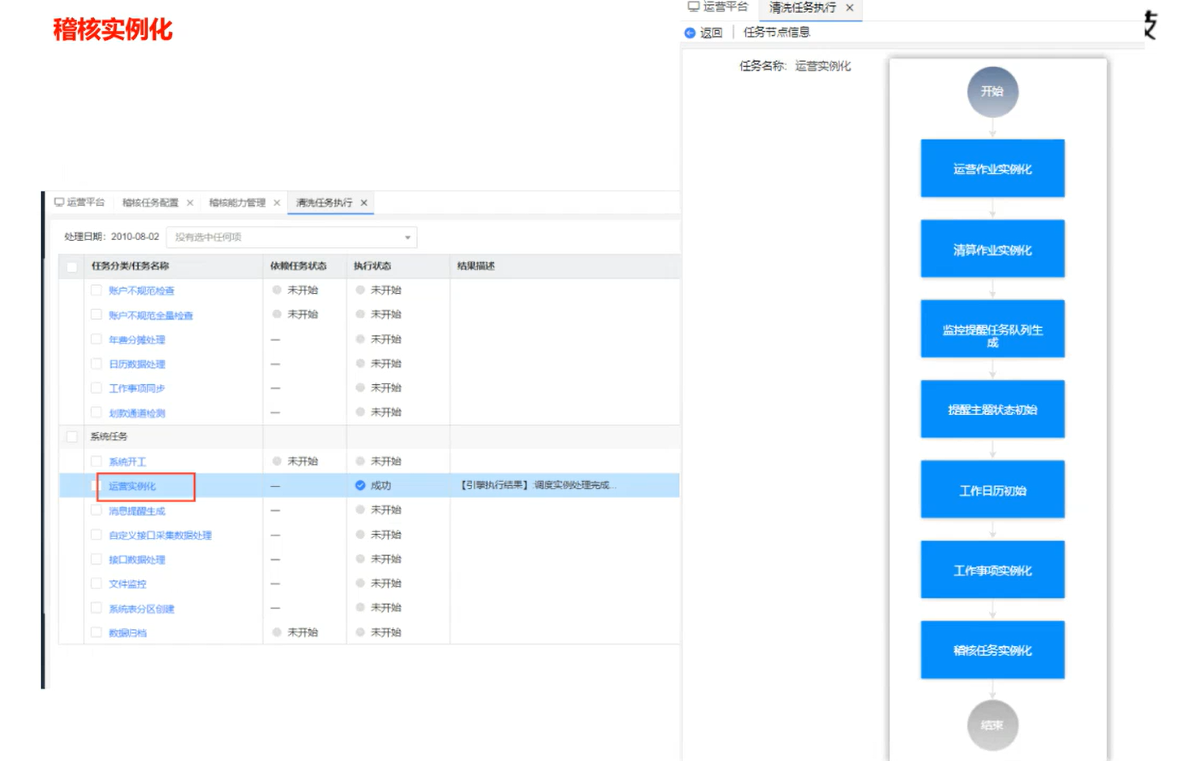 稽核实例化
运营平台 稽核任务配置 × 稽核能力管理 × 清洗任务执行 ×
处理日期: 2010-08-02 没有选中任何项
任务分类/任务名称 依赖任务状态 执行状态 结果描述
账户不规范检查 未开始 未开始
账户不规范全量检查 未开始 未开始
年费分摊处理 — 未开始
日历数据处理 — 未开始
工作事项同步 — 未开始
划款通道检测 — 未开始
系统任务
系统开工 未开始 未开始
运营实例化 — 成功 【引擎执行结果】 调度实例处理完成...
消息提醒生成 — 未开始
自定义接口采集数据处理 — 未开始
接口数据处理 — 未开始
文件监控 — 未开始
系统表分区创建 — 未开始
数据归档 未开始 未开始
运营平台 清洗任务执行 ×
返回 任务节点信息
任务名称: 运营实例化
开始
运营作业实例化
清算作业实例化
监控提醒任务队列生
成
提醒主题状态初始
工作日历初始
工作事项实例化
稽核任务实例化
结束